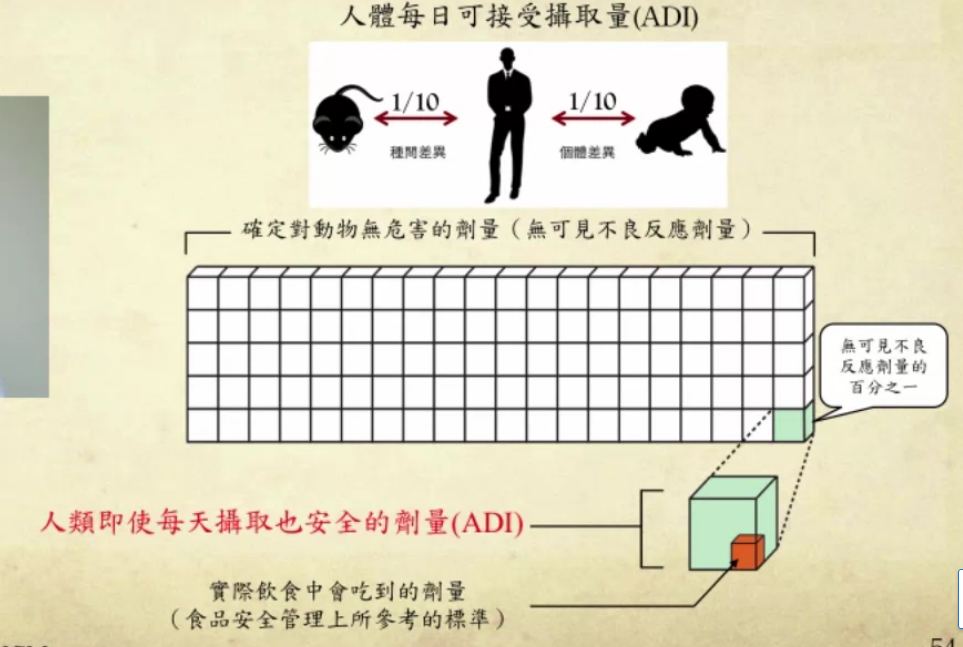 人體每日可接受攝取量(ADI)
1/10
1/10
種間差異
個體差異
確定對動物無危害的劑量（無可見不良反應劑量）
無可見不良
反應劑量的
百分之一
人類即使每天攝取也安全的劑量(ADI)
實際飲食中會吃到的劑量
（食品安全管理上所參考的標準）
54